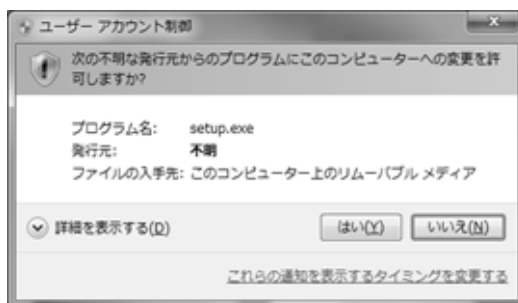 ユーザー アカウント制御
次の不明な発行元からのプログラムにこのコンピューターへの変更を許
可しますか?
プログラム名: setup.exe
発行元: 不明
ファイルの入手先: このコンピューター上のリムーバブル メディア
詳細を表示する(D)
はい(Y)
いいえ(N)
これらの通知を表示するタイミングを変更する